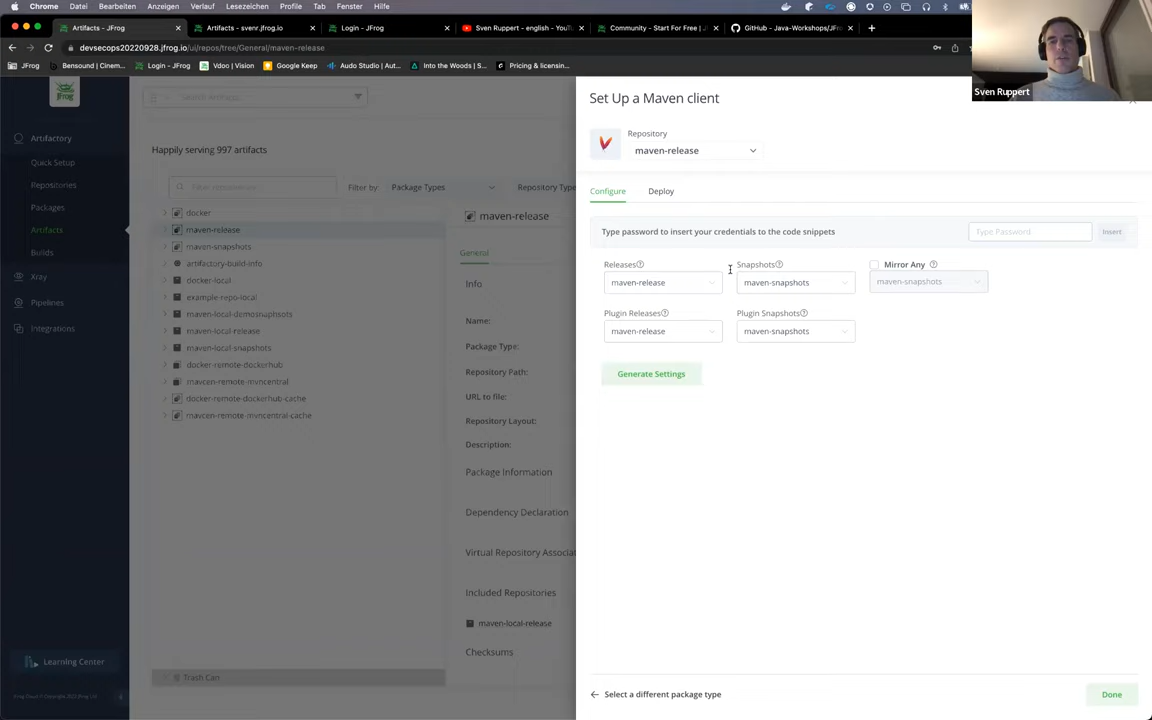 Chrome Datei Bearbeiten Anzeigen Verlauf Lesezeichen Profile Tab Fenster Hilfe
Artifacts - JFrog
Artifacts - svenr.jfrog.io
Login - JFrog
Sven Ruppert - english - YouTu
Community - Start For Free | J
GitHub - Java-Workshops/JFro
devsecops20220928.jfrog.io/ui/repos/tree/General/maven-release
JFrog
Bensound | Cinem...
Login - JFrog
Vdoo | Vision
Google Keep
Audio Studio | Aut...
Into the Woods | S...
Pricing & licensin...
Sven Ruppert
JFrog
Artifactory
Quick Setup
Repositories
Packages
Artifacts
Builds
Xray
Pipelines
Integrations
Learning Center
Search Artifacts
Happily serving 997 artifacts
Filter by:
Package Types
Repository Type
docker
maven-release
maven-snapshots
artifactory-build-info
docker-local
example-repo-local
maven-local-demosnaphsots
maven-local-release
maven-local-snapshots
docker-remote-dockerhub
mavcen-remote-mvncentral
docker-remote-dockerhub-cache
mavcen-remote-mvncentral-cache
Trash Can
maven-release
General
Info
Name:
Package Type:
Repository Path:
URL to file:
Repository Layout:
Description:
Package Information
Dependency Declaration
Virtual Repository Associa
Included Repositories
maven-local-release
Checksums
Set Up a Maven client
Repository
maven-release
Configure
Deploy
Type password to insert your credentials to the code snippets
Type Password
Insert
Releases
Snapshots
Mirror Any
maven-release
maven-snapshots
maven-snapshots
Plugin Releases
Plugin Snapshots
maven-release
maven-snapshots
Generate Settings
Select a different package type
Done